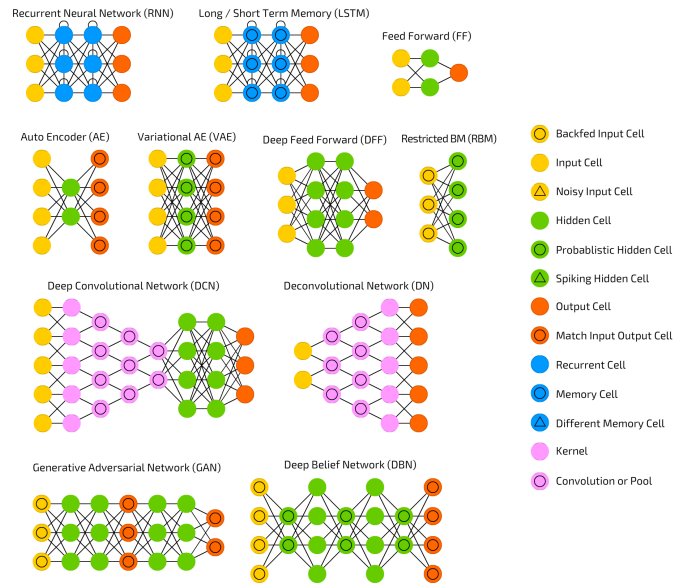 Recurrent Neural Network (RNN)
Long / Short Term Memory (LSTM)
Feed Forward (FF)
Auto Encoder (AE)
Variational AE (VAE)
Deep Feed Forward (DFF)
Restricted BM (RBM)
Backfed Input Cell
Input Cell
Noisy Input Cell
Hidden Cell
Probablistic Hidden Cell
Spiking Hidden Cell
Output Cell
Match Input Output Cell
Recurrent Cell
Memory Cell
Different Memory Cell
Kernel
Convolution or Pool
Deep Convolutional Network (DCN)
Deconvolutional Network (DN)
Generative Adversarial Network (GAN)
Deep Belief Network (DBN)